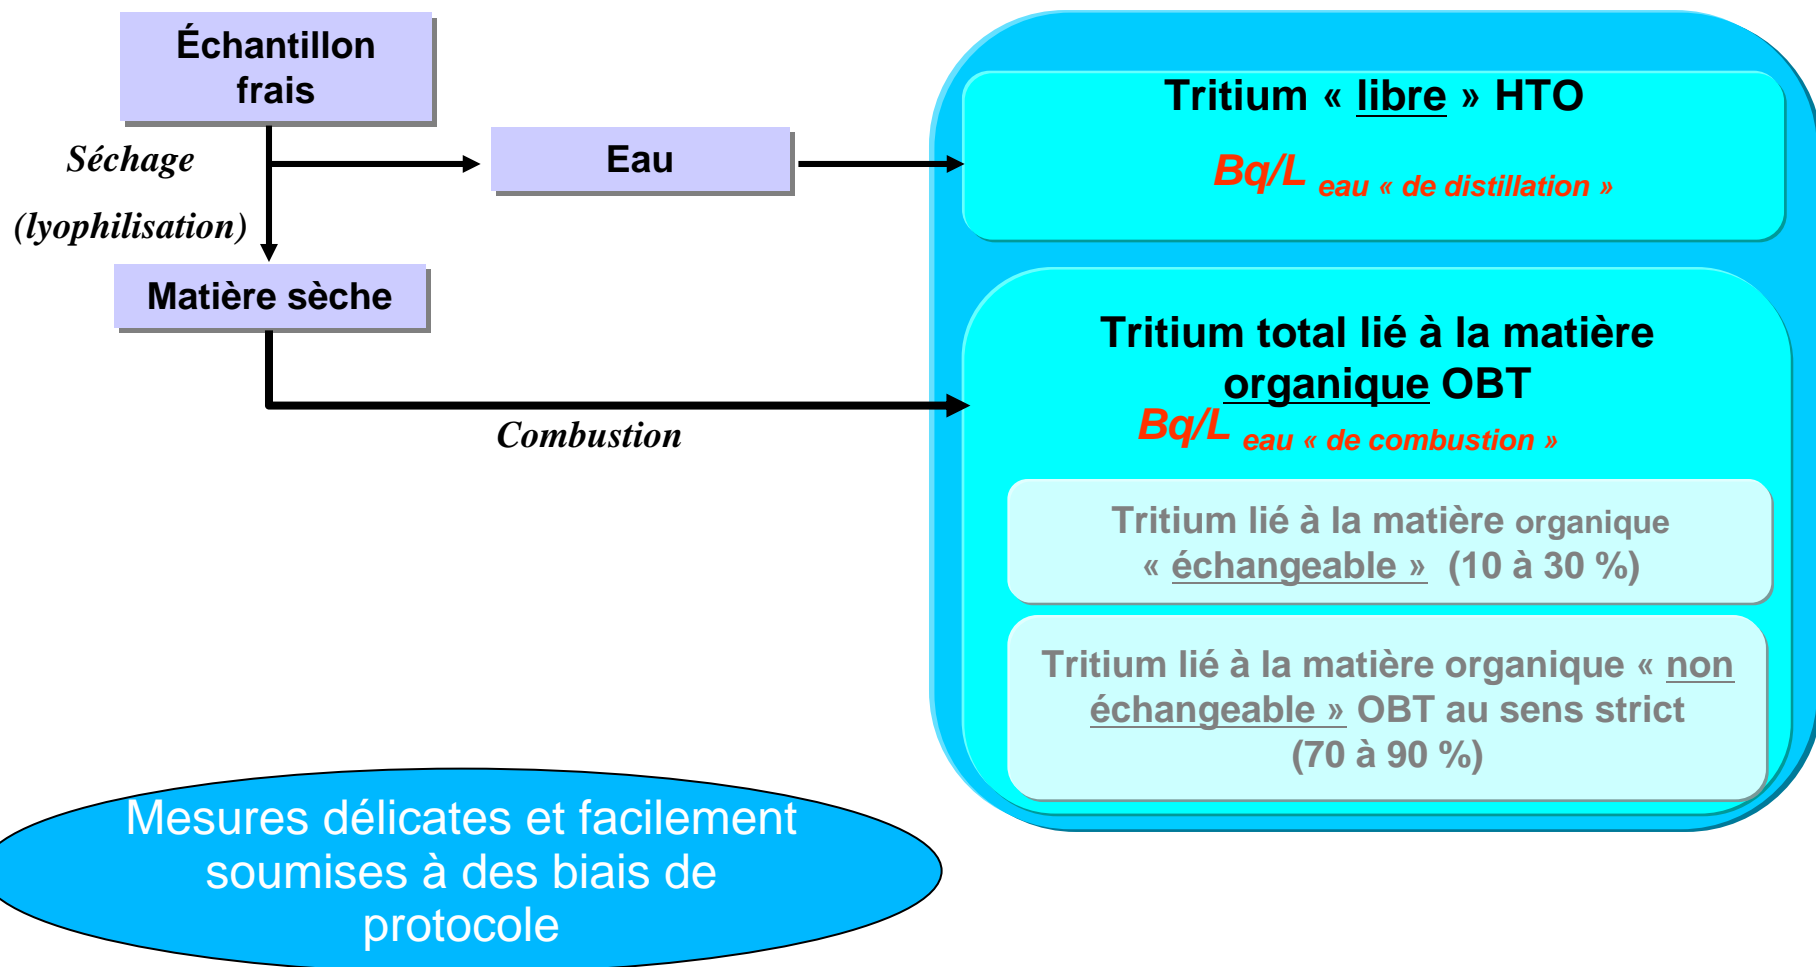 Échantillon
frais
Séchage
(lyophilisation)
Eau
Matière sèche
Combustion
Tritium « libre » HTO
Bq/L eau « de distillation »
Tritium total lié à la matière
organique OBT
Bq/L eau « de combustion »
Tritium lié à la matière organique
« échangeable » (10 à 30 %)
Tritium lié à la matière organique « non
échangeable » OBT au sens strict
(70 à 90 %)
Mesures délicates et facilement
soumises à des biais de
protocole